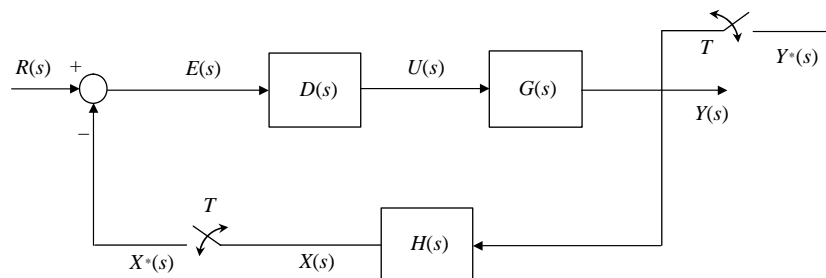 T
Y*(s)
R(s)
+
E(s)
D(s)
U(s)
G(s)
Y(s)
−
T
H(s)
X*(s)
X(s)